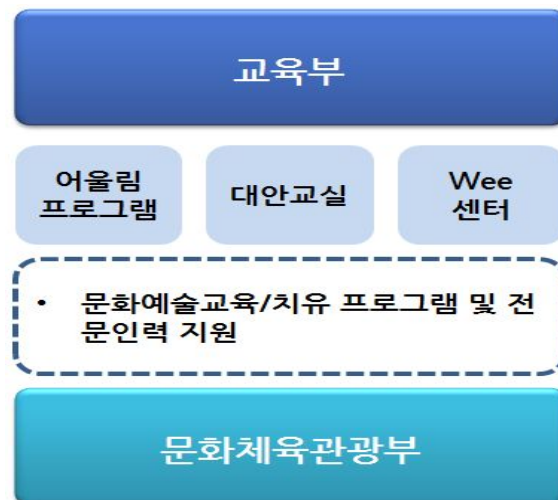 교육부
어울림
프로그램
대안교실
Wee
센터
• 문화예술교육/치유 프로그램 및 전
문인력 지원
문화체육관광부